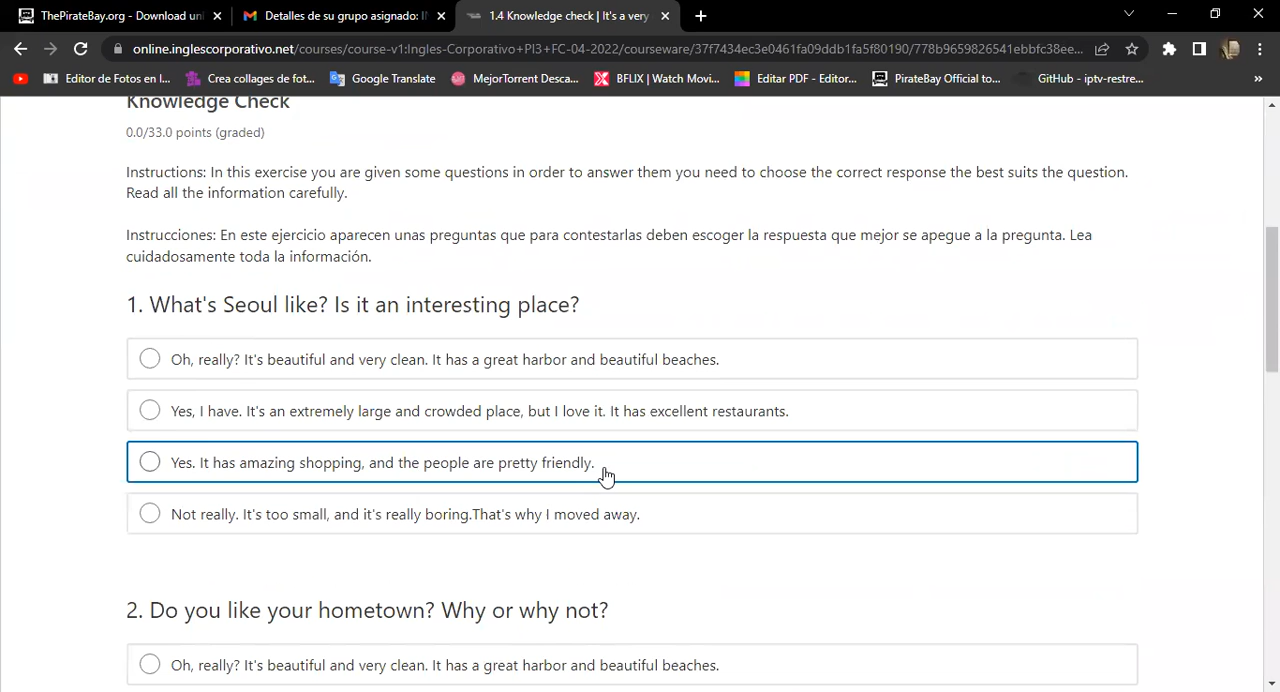 ThePirateBay.org - Download unl
Detalles de su grupo asignado: I
1.4 Knowledge check | It's a very
online.inglescorporativo.net/courses/course-v1:Ingles-Corporativo+PI3+FC-04-2022/courseware/37f7434ec3e0461fa09ddb1fa5f80190/778b9659826541ebbfc38ee...
Editor de Fotos en l...
Crea collages de fot...
Google Translate
MejorTorrent Desca...
BFLIX | Watch Movi...
Editar PDF - Editor...
PirateBay Official to...
GitHub - iptv-restre...
Knowledge Check
0.0/33.0 points (graded)
Instructions: In this exercise you are given some questions in order to answer them you need to choose the correct response the best suits the question.
Read all the information carefully.
Instrucciones: En este ejercicio aparecen unas preguntas que para contestarlas deben escoger la respuesta que mejor se apegue a la pregunta. Lea
cuidadosamente toda la información.
1. What's Seoul like? Is it an interesting place?
Oh, really? It's beautiful and very clean. It has a great harbor and beautiful beaches.
Yes, I have. It's an extremely large and crowded place, but I love it. It has excellent restaurants.
Yes. It has amazing shopping, and the people are pretty friendly.
Not really. It's too small, and it's really boring.That's why I moved away.
2. Do you like your hometown? Why or why not?
Oh, really? It's beautiful and very clean. It has a great harbor and beautiful beaches.